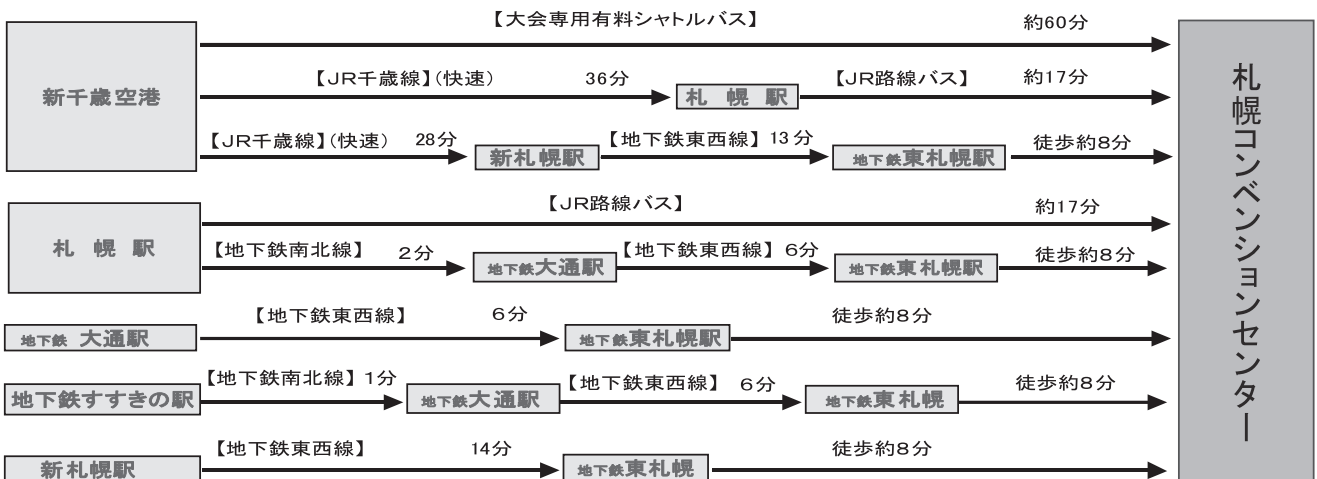 【大会専用有料シャトルバス】 約60分
新千歳空港
【JR千歳線】(快速) 36分 札幌駅 【JR路線バス】 約17分
【JR千歳線】(快速) 28分 新札幌駅 【地下鉄東西線】 13分 地下鉄東札幌駅 徒歩約8分
札幌駅
【JR路線バス】 約17分
【地下鉄南北線】 2分 地下鉄大通駅 【地下鉄東西線】 6分 地下鉄東札幌駅 徒歩約8分
地下鉄 大通駅 【地下鉄東西線】 6分 地下鉄東札幌駅 徒歩約8分
地下鉄すすきの駅 【地下鉄南北線】 1分 地下鉄大通駅 【地下鉄東西線】 6分 地下鉄東札幌 徒歩約8分
新札幌駅 【地下鉄東西線】 14分 地下鉄東札幌 徒歩約8分
札幌コンベンションセンター